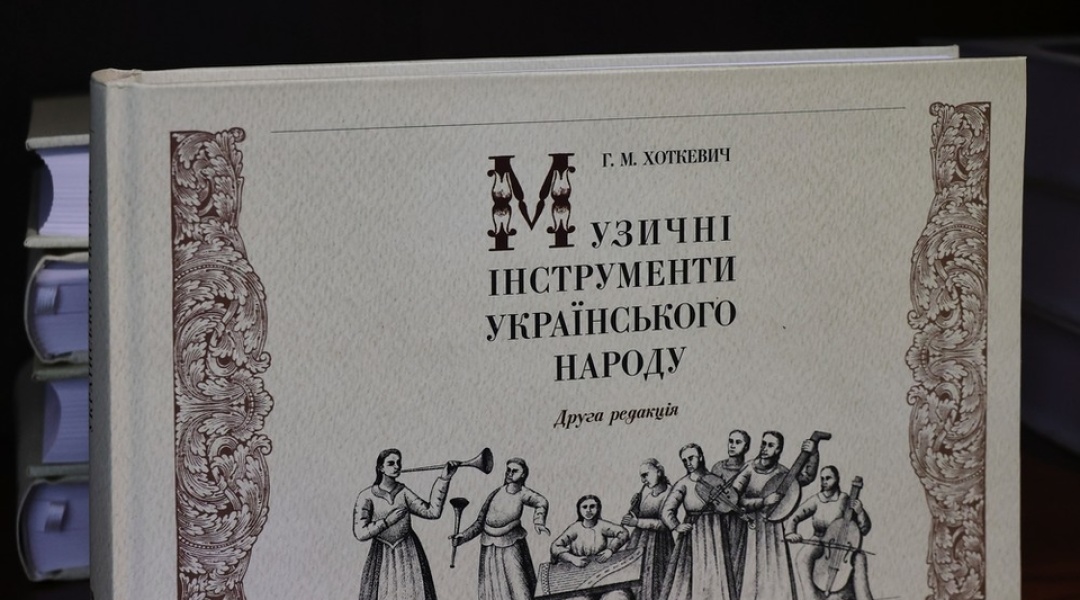 Г. М. ХОТКЕВИЧ
МУЗИЧНІ
ІНСТРУМЕНТИ
УКРАЇНСЬКОГО
НАРОДУ
Друга редакція